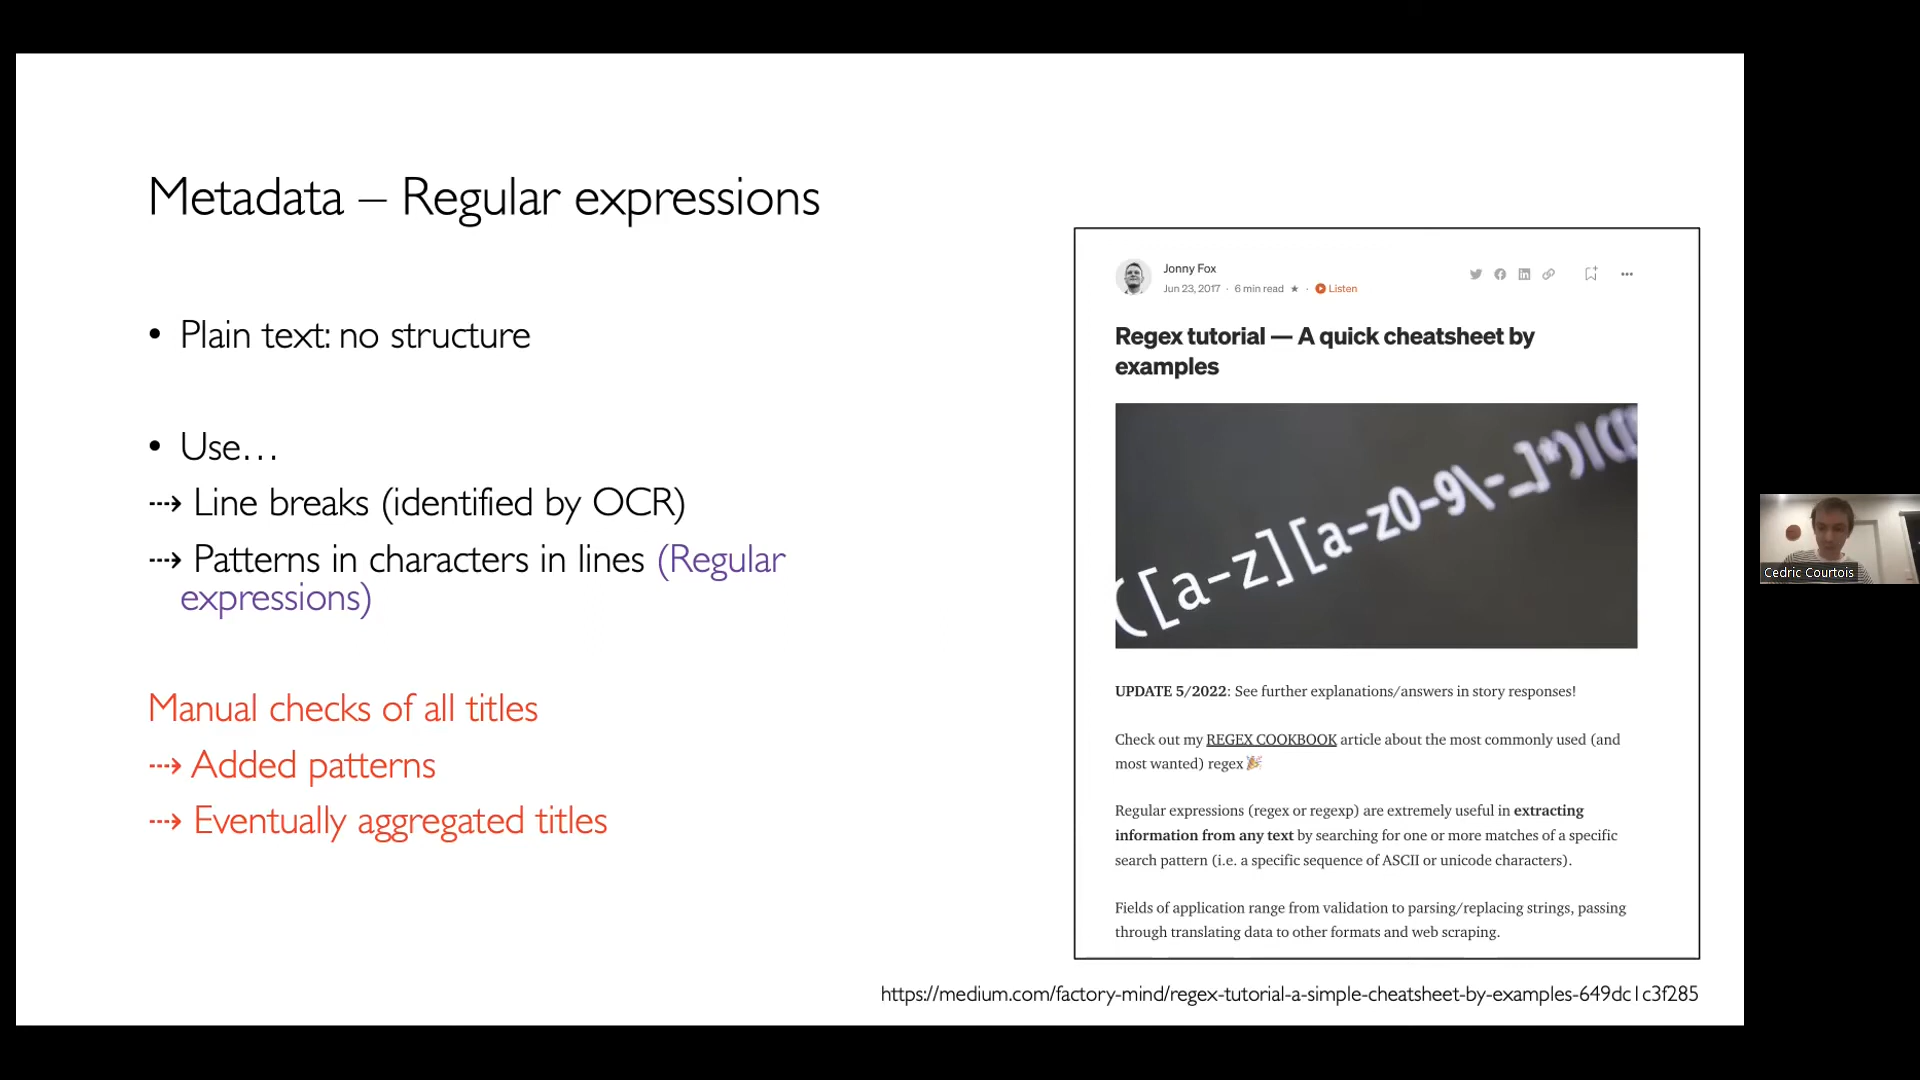 Metadata – Regular expressions
• Plain text: no structure
• Use…
⤏ Line breaks (identified by OCR)
⤏ Patterns in characters in lines (Regular
expressions)
Manual checks of all titles
⤏ Added patterns
⤏ Eventually aggregated titles
Jonny Fox
Jun 23, 2017 · 6 min read ★ · Listen
Regex tutorial — A quick cheatsheet by
examples
([a-z][a-z0-9\-_]*)|(
UPDATE 5/2022: See further explanations/answers in story responses!
Check out my REGEX COOKBOOK article about the most commonly used (and
most wanted) regex 🎉
Regular expressions (regex or regexp) are extremely useful in extracting
information from any text by searching for one or more matches of a specific
search pattern (i.e. a specific sequence of ASCII or unicode characters).
Fields of application range from validation to parsing/replacing strings, passing
through translating data to other formats and web scraping.
https://medium.com/factory-mind/regex-tutorial-a-simple-cheatsheet-by-examples-649dc1c3f285
Cedric Courtois